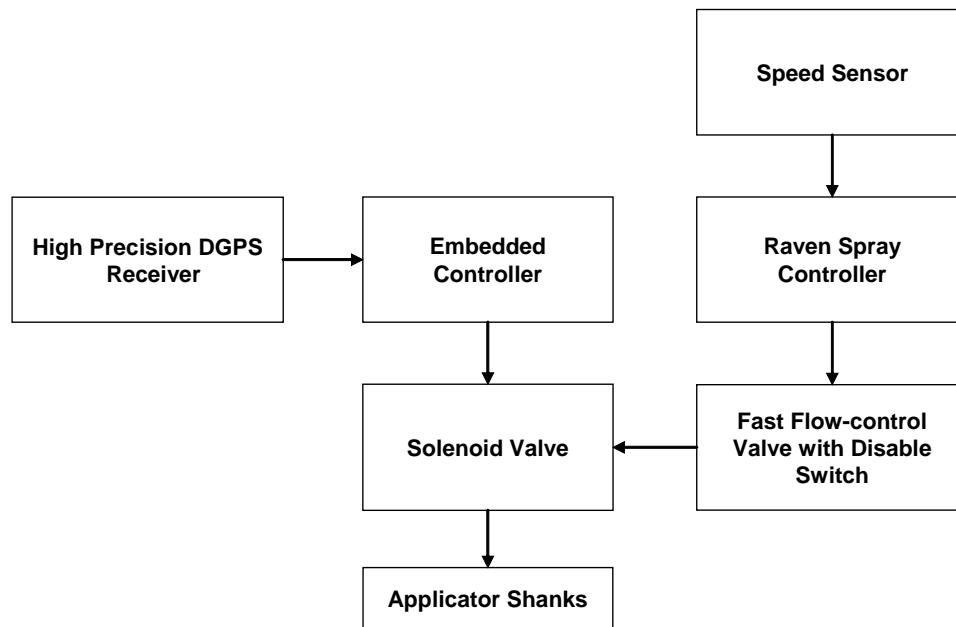 Speed Sensor
High Precision DGPS
Receiver
Embedded
Controller
Raven Spray
Controller
Solenoid Valve
Fast Flow-control
Valve with Disable
Switch
Applicator Shanks